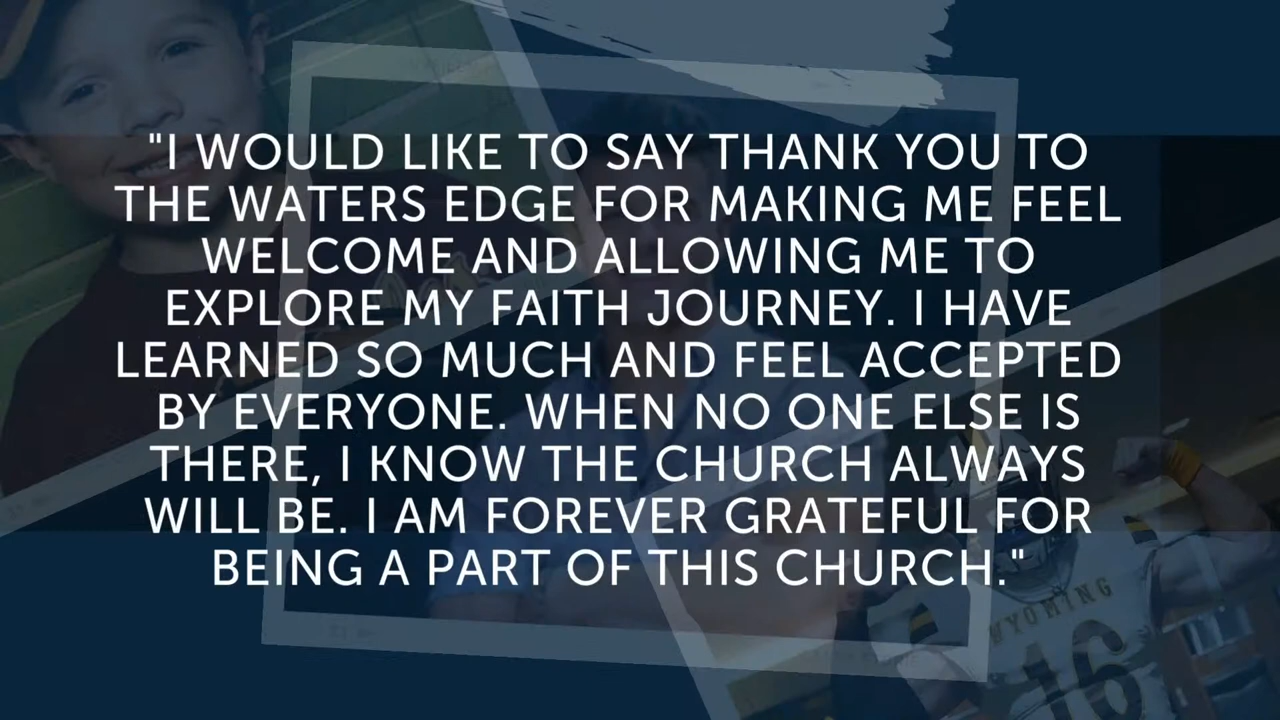 "I WOULD LIKE TO SAY THANK YOU TO
THE WATERS EDGE FOR MAKING ME FEEL
WELCOME AND ALLOWING ME TO
EXPLORE MY FAITH JOURNEY. I HAVE
LEARNED SO MUCH AND FEEL ACCEPTED
BY EVERYONE. WHEN NO ONE ELSE IS
THERE, I KNOW THE CHURCH ALWAYS
WILL BE. I AM FOREVER GRATEFUL FOR
BEING A PART OF THIS CHURCH."
WYOMING
16